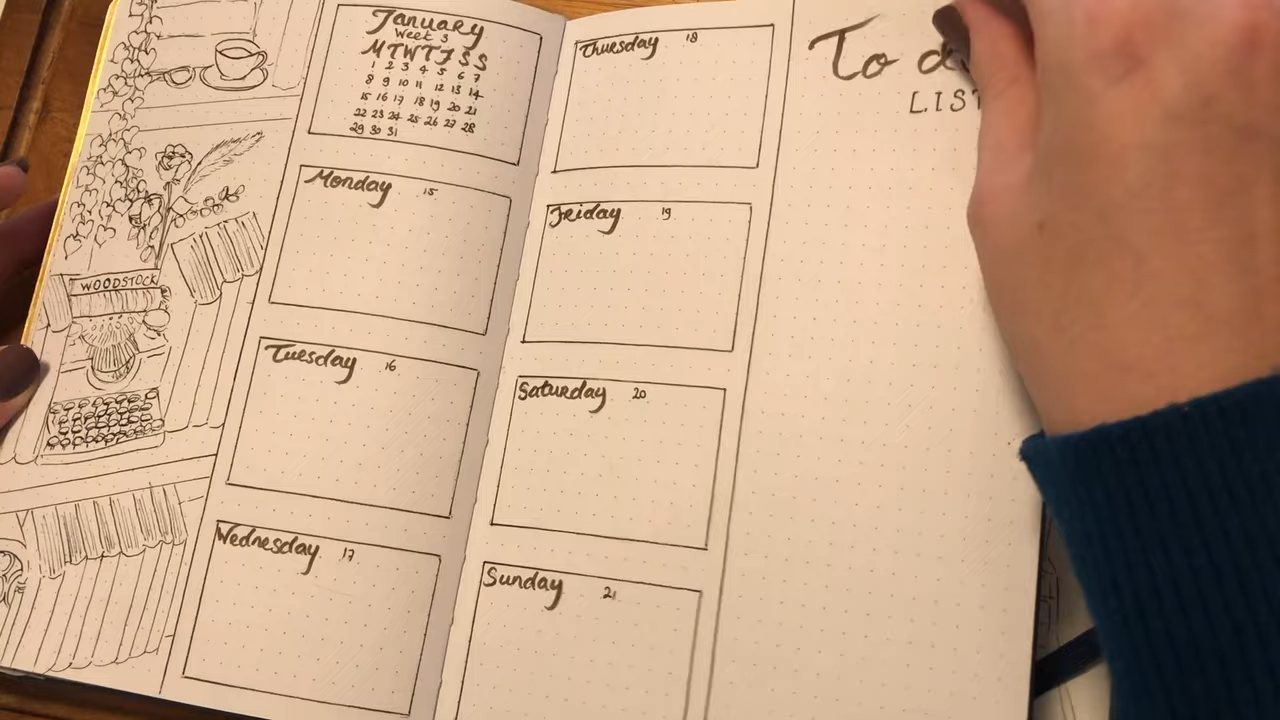 January
Week 3
M T W T F S S
1 2 3 4 5 6 7
8 9 10 11 12 13 14
15 16 17 18 19 20 21
22 23 24 25 26 27 28
29 30 31
Monday 15
Tuesday 16
Wednesday 17
Thursday 18
Friday 19
Saturday 20
Sunday 21
To do
LIST
WOODSTOCK